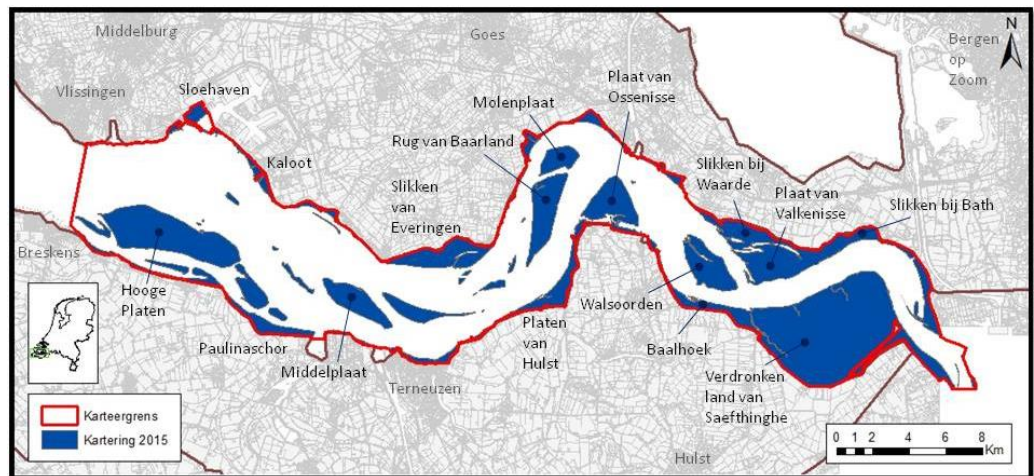 Middelburg
Goes
N
Bergen
op
Zoom
Vlissingen
Sloehaven
Molenplaat
Plaat van
Ossenisse
Rug van Baarland
Kaloot
Slikken bij
Waarde
Plaat van
Valkenisse
Slikken bij Bath
Slikken
van
Everingen
Breskens
Hooge
Platen
Walsoorden
Paulinaschor
Middelplaat
Platen
van
Hulst
Baalhoek
Terneuzen
Verdronken
land van
Saefthinghe
Karteergrens
Kartering 2015
0 1 2 4 6 8
Km
Hulst